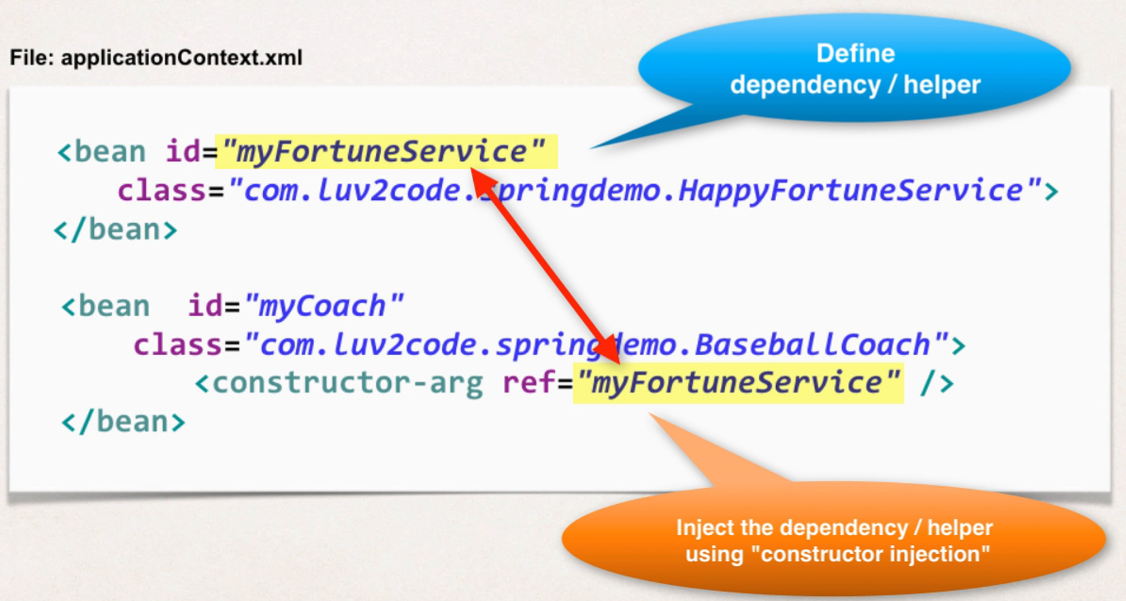 File: applicationContext.xml
Define
dependency / helper
<bean id="myFortuneService"
class="com.luv2code.springdemo.HappyFortuneService">
</bean>
<bean id="myCoach"
class="com.luv2code.springdemo.BaseballCoach">
<constructor-arg ref="myFortuneService" />
</bean>
Inject the dependency / helper
using "constructor injection"